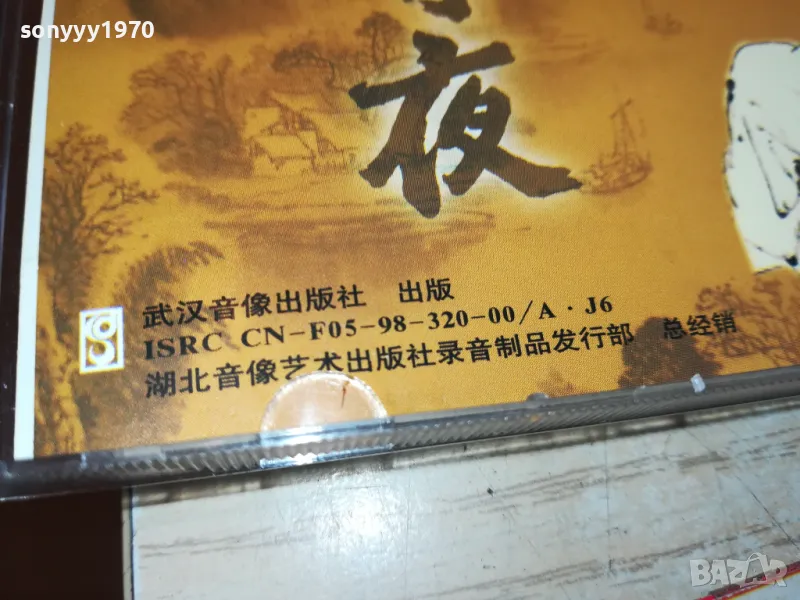 sonyyy1970
夜
武汉音像出版社 出版
ISRC CN-F05-98-320-00/A·J6
湖北音像艺术出版社录音制品发行部 总经销
BAZAR